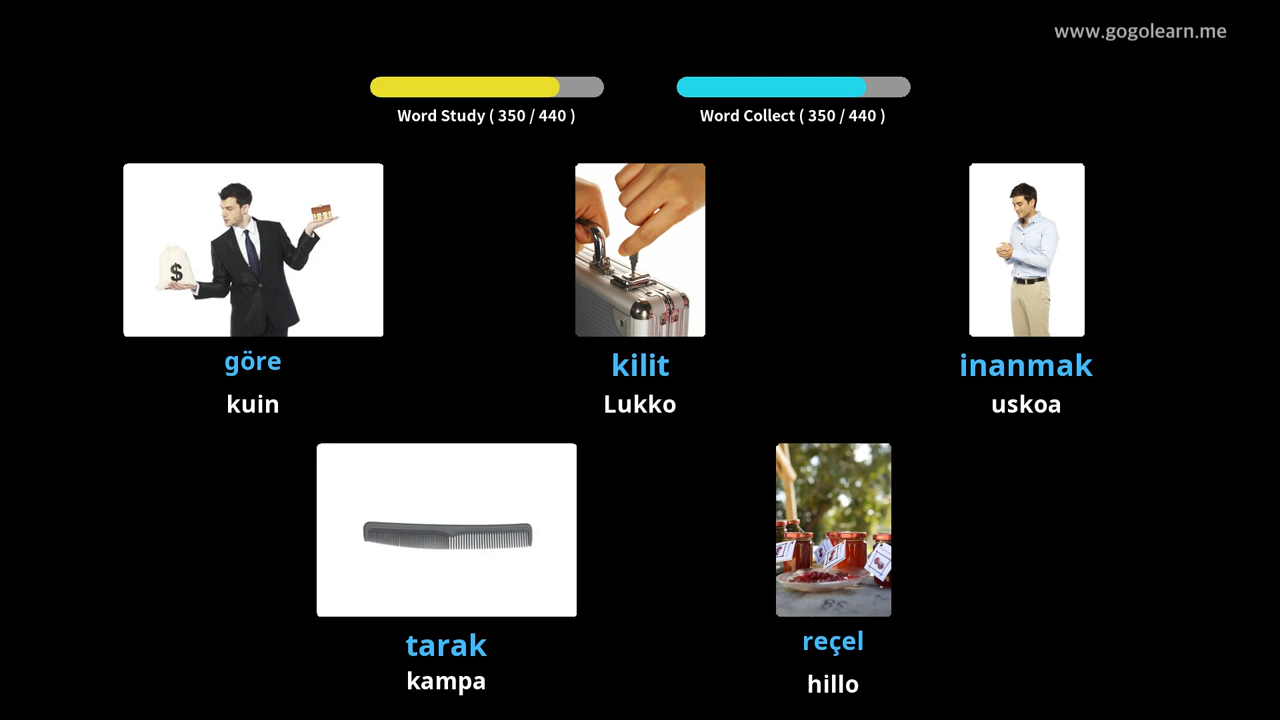 www.gogolearn.me
Word Study ( 350 / 440 )
Word Collect ( 350 / 440 )
$
göre
kuin
kilit
Lukko
inanmak
uskoa
tarak
kampa
reçel
hillo